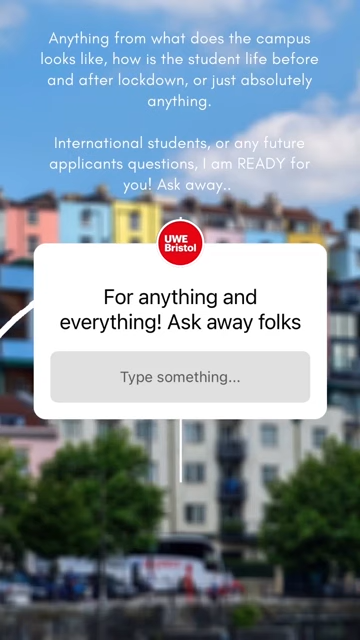 Anything from what does the campus
looks like, how is the student life before
and after lockdown, or just absolutely
anything.
International students, or any future
applicants questions, I am READY for
you! Ask away..
UWE
Bristol
For anything and
everything! Ask away folks
Type something...